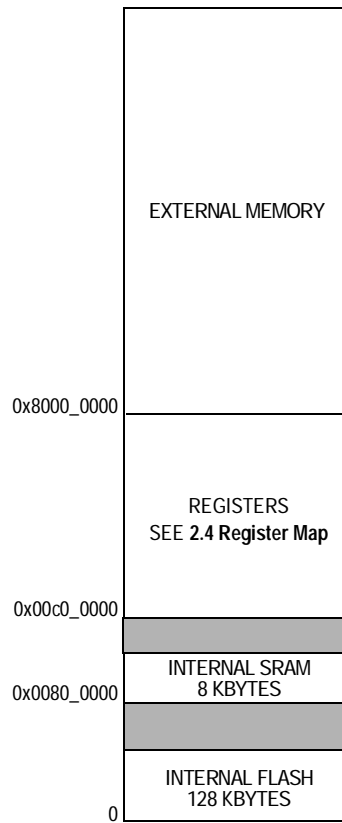 EXTERNAL MEMORY
0x8000_0000
REGISTERS
SEE 2.4 Register Map
0x00c0_0000
INTERNAL SRAM
8 KBYTES
0x0080_0000
INTERNAL FLASH
128 KBYTES
0